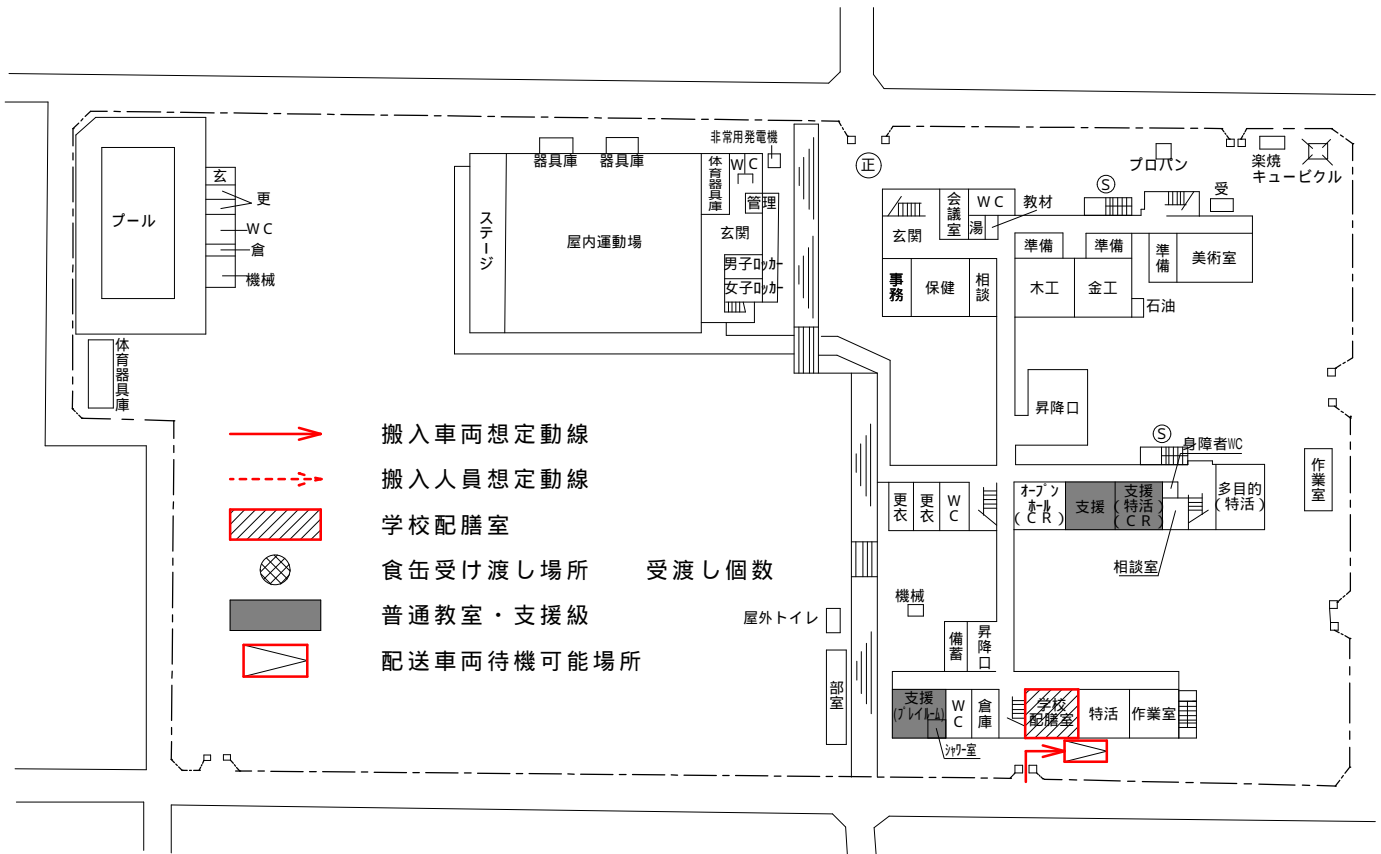 プール
玄
更
WC
倉
機械
体育器具庫
ステージ
屋内運動場
器具庫
器具庫
体育器具庫
WC
非常用発電機
管理
玄関
男子ロッカー
女子ロッカー
正
会議室
WC
湯
教材
玄関
事務
保健
相談
準備
準備
木工
金工
石油
準備
美術室
S
プロパン
受
楽焼
キュービクル
昇降口
S
身障者WC
作業室
更衣
更衣
WC
オープン
ホール
(CR)
支援
支援
(特活)
(CR)
多目的
(特活)
相談室
機械
屋外トイレ
備蓄
昇降口
部室
支援
(プレイルーム)
WC
倉庫
シャワー室
学校
配膳室
特活
作業室
搬入車両想定動線
搬入人員想定動線
学校配膳室
食缶受け渡し場所 受渡し個数
普通教室・支援級
配送車両待機可能場所